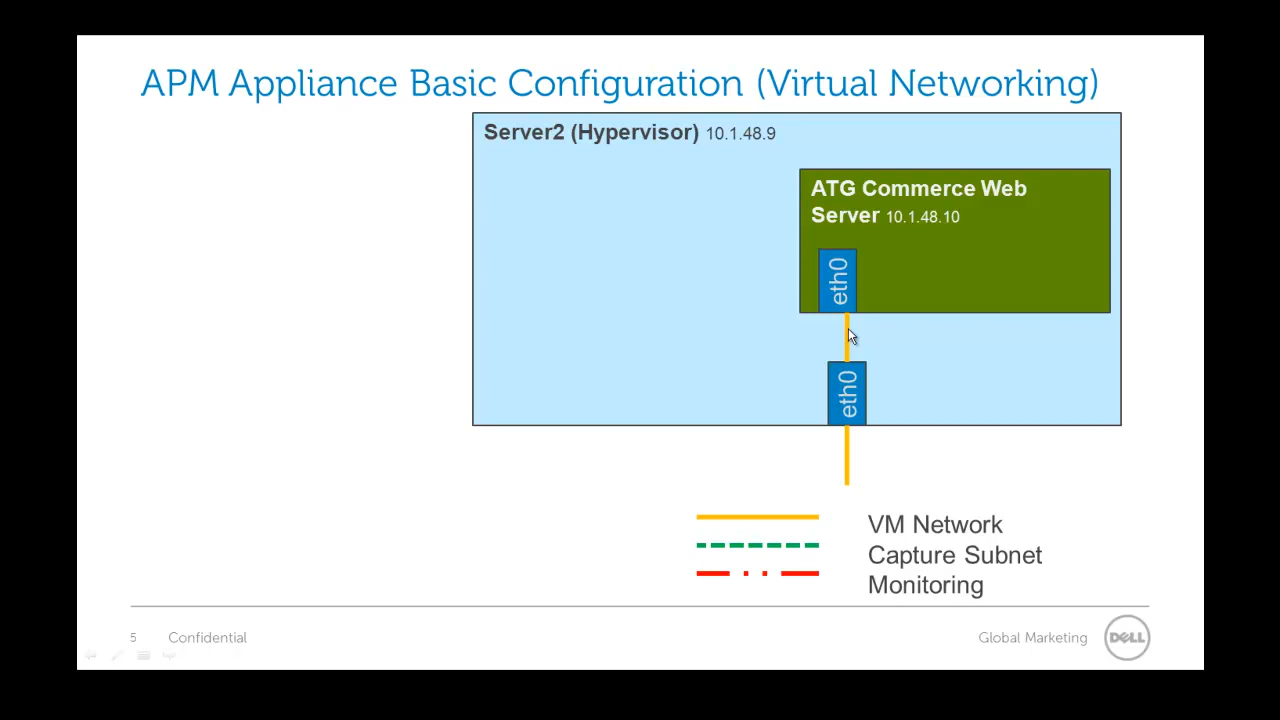 APM Appliance Basic Configuration (Virtual Networking)
Server2 (Hypervisor) 10.1.48.9
ATG Commerce Web
Server 10.1.48.10
eth0
eth0
VM Network
Capture Subnet
Monitoring
5 Confidential
Global Marketing DELL